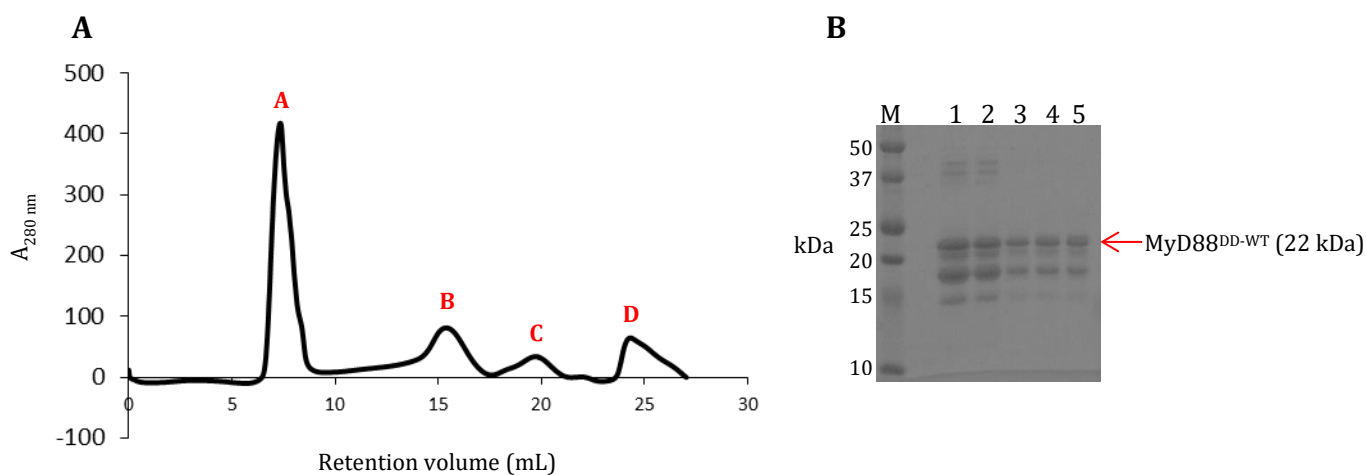 A
500
400
300
200
100
0
-100
A₂₈₀ ₙₘ
A
B
C
D
0 5 10 15 20 25 30
Retention volume (mL)
B
M 1 2 3 4 5
50
37
25
20
15
10
kDa
MyD88ᴰᴰ⁻ᵂᵀ (22 kDa)